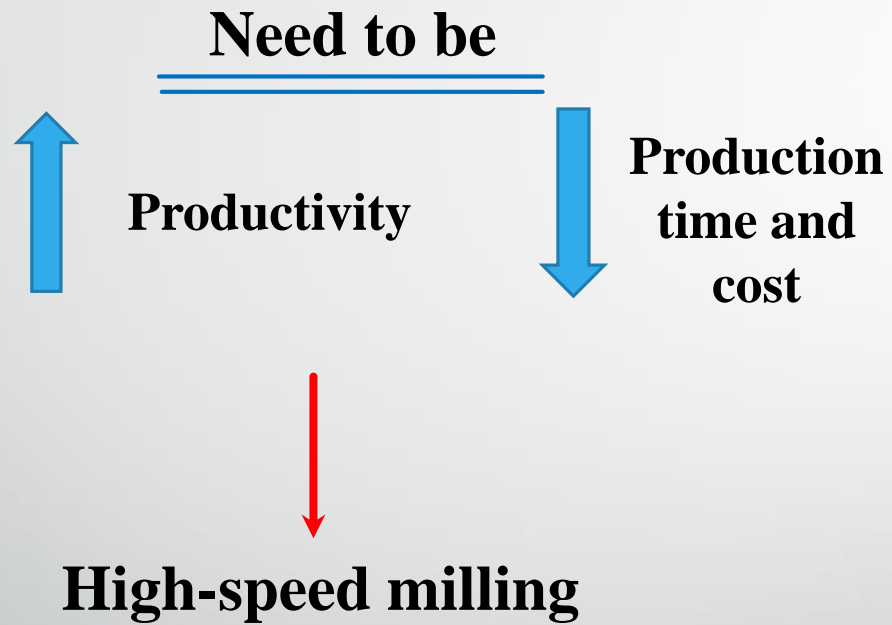 Need to be
Productivity
Production
time and
cost
High-speed milling